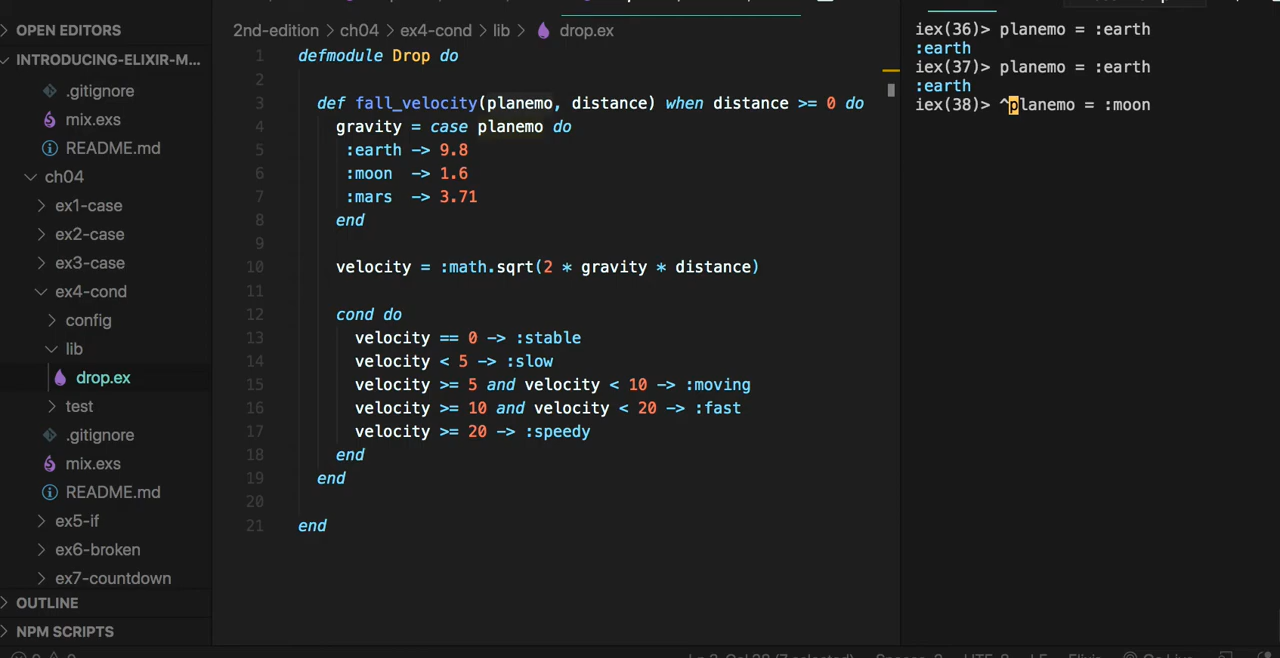 OPEN EDITORS
INTRODUCING-ELIXIR-M...
.gitignore
mix.exs
README.md
ch04
ex1-case
ex2-case
ex3-case
ex4-cond
config
lib
drop.ex
test
.gitignore
mix.exs
README.md
ex5-if
ex6-broken
ex7-countdown
OUTLINE
NPM SCRIPTS
2nd-edition > ch04 > ex4-cond > lib > drop.ex
1 defmodule Drop do
2
3 def fall_velocity(planemo, distance) when distance >= 0 do
4 gravity = case planemo do
5 :earth -> 9.8
6 :moon -> 1.6
7 :mars -> 3.71
8 end
9
10 velocity = :math.sqrt(2 * gravity * distance)
11
12 cond do
13 velocity == 0 -> :stable
14 velocity < 5 -> :slow
15 velocity >= 5 and velocity < 10 -> :moving
16 velocity >= 10 and velocity < 20 -> :fast
17 velocity >= 20 -> :speedy
18 end
19 end
20
21 end
iex(36)> planemo = :earth
:earth
iex(37)> planemo = :earth
:earth
iex(38)> ^planemo = :moon